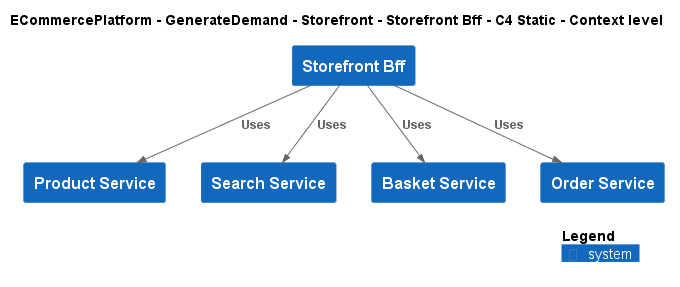 ECommercePlatform - GenerateDemand - Storefront - Storefront Bff - C4 Static - Context level
Storefront Bff
Uses Uses Uses Uses
Product Service Search Service Basket Service Order Service
Legend
system